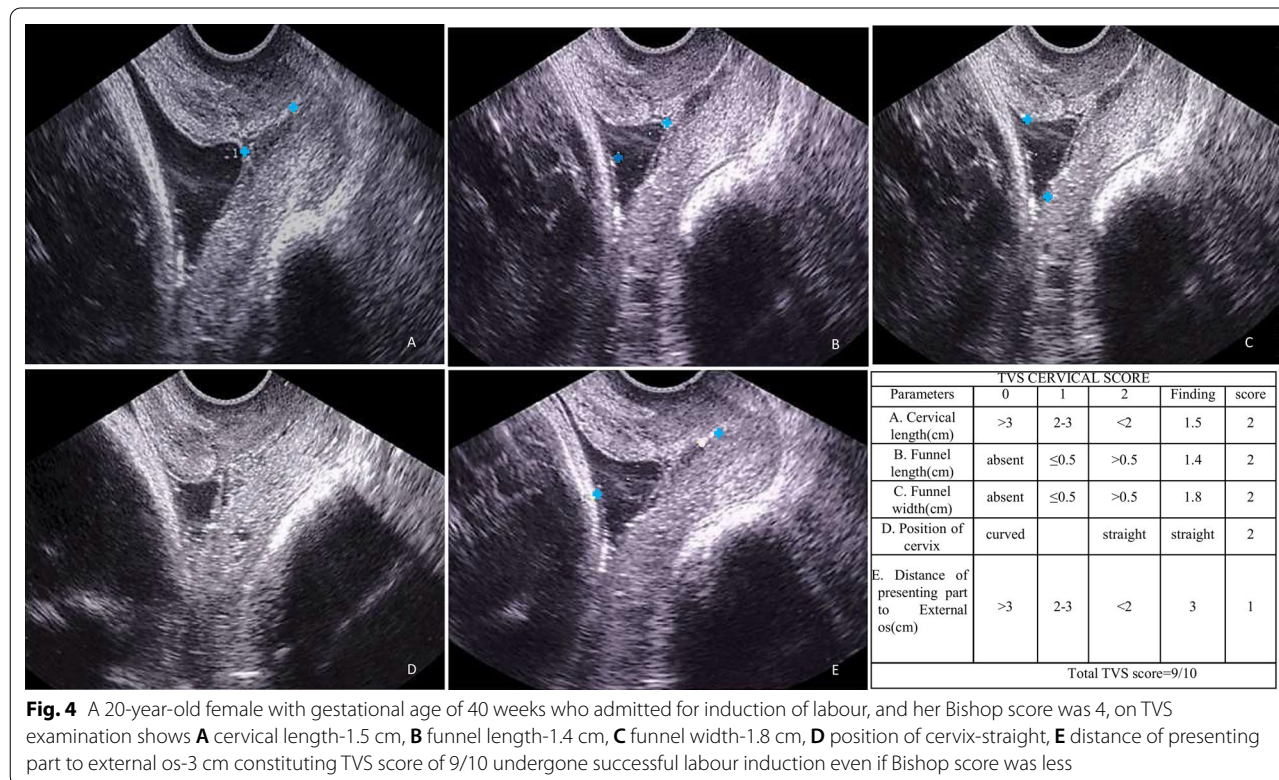 1
A
B
C
D
E
TVS CERVICAL SCORE
Parameters 0 1 2 Finding score
A. Cervical length(cm) >3 2-3 <2 1.5 2
B. Funnel length(cm) absent ≤0.5 >0.5 1.4 2
C. Funnel width(cm) absent ≤0.5 >0.5 1.8 2
D. Position of cervix curved straight straight 2
E. Distance of presenting part to External os(cm) >3 2-3 <2 3 1
Total TVS score=9/10
Fig. 4 A 20-year-old female with gestational age of 40 weeks who admitted for induction of labour, and her Bishop score was 4, on TVS
examination shows A cervical length-1.5 cm, B funnel length-1.4 cm, C funnel width-1.8 cm, D position of cervix-straight, E distance of presenting
part to external os-3 cm constituting TVS score of 9/10 undergone successful labour induction even if Bishop score was less